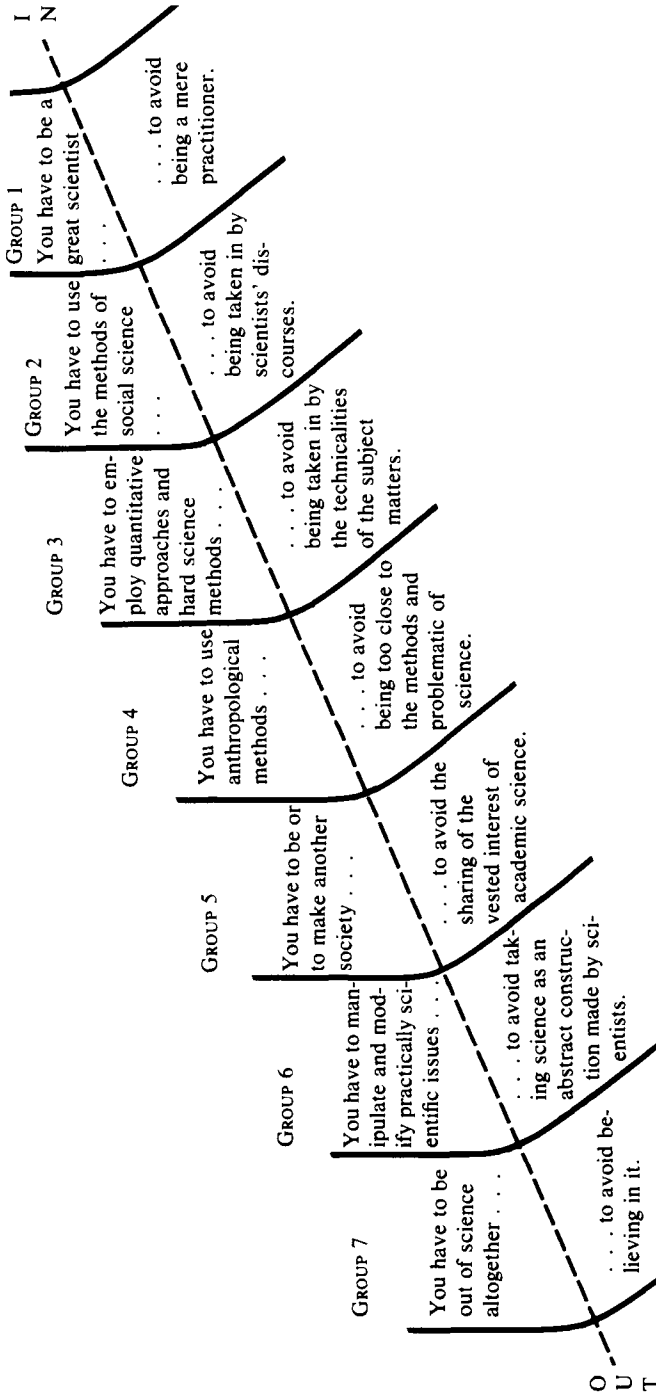 I
N
GROUP 1
You have to be a
great scientist
. . .
. . . to avoid
being a mere
practitioner.
GROUP 2
You have to use
the methods of
social science
. . .
. . . to avoid
being taken in by
scientists' dis-
courses.
GROUP 3
You have to em-
ploy quantitative
approaches and
hard science
methods . . .
. . . to avoid
being taken in by
the technicalities
of the subject
matters.
GROUP 4
You have to use
anthropological
methods . . .
. . . to avoid
being too close to
the methods and
problematic of
science.
GROUP 5
You have to be or
to make another
society . . .
. . . to avoid the
sharing of the
vested interest of
academic science.
GROUP 6
You have to man-
ipulate and mod-
ify practically sci-
entific issues . . .
. . . to avoid tak-
ing science as an
abstract construc-
tion made by sci-
entists.
GROUP 7
You have to be
out of science
altogether . . .
. . . to avoid be-
lieving in it.
O
U
T